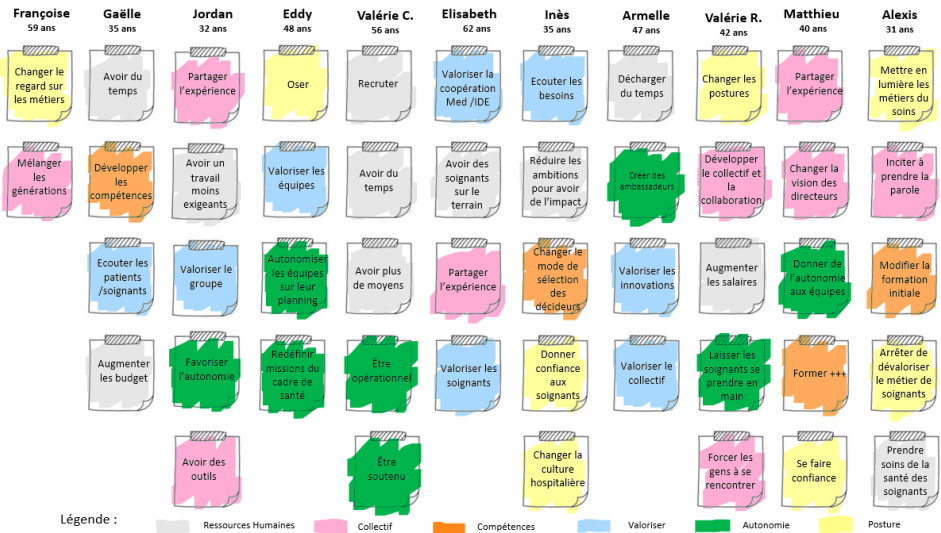 Françoise
59 ans
Gaëlle
35 ans
Jordan
32 ans
Eddy
48 ans
Valérie C.
56 ans
Elisabeth
62 ans
Inès
35 ans
Armelle
47 ans
Valérie R.
42 ans
Matthieu
40 ans
Alexis
31 ans
Changer le
regard sur
les métiers
Avoir du
temps
Partager
l'expérience
Oser
Recruter
Valoriser la
coopération
Med /IDE
Ecouter les
besoins
Décharger
du temps
Changer les
postures
Partager
l'expérience
Mettre en
lumière les
métiers du
soins
Mélanger
les
générations
Développer
les
compétences
Avoir un
travail
moins
exigeants
Valoriser les
équipes
Avoir du
temps
Avoir des
soignants
sur le
terrain
Réduire les
ambitions
pour avoir
de l'impact
Créer des
ambassadeurs
Développer
le collectif et
la
collaboration
Changer la
vision des
directeurs
Inciter à
prendre la
parole
Ecouter les
patients
/soignants
Valoriser le
groupe
Autonomiser
les équipes
sur leur
planning
Avoir plus
de moyens
Partager
l'expérience
Changer le
mode de
sélection
des
décideurs
Valoriser les
innovations
Augmenter
les salaires
Donner de
l'autonomie
aux équipes
Modifier la
formation
initiale
Augmenter
les budget
Favoriser
l'autonomie
Redéfinir
missions du
cadre de
santé
Être
opérationnel
Valoriser les
soignants
Donner
confiance
aux
soignants
Valoriser le
collectif
Laisser les
soignants se
prendre en
main
Former +++
Arrêter de
dévaloriser
le métier de
soignants
Avoir des
outils
Être
soutenu
Changer la
culture
hospitalière
Forcer les
gens à se
rencontrer
Se faire
confiance
Prendre
soins de la
santé des
soignants
Légende :
Ressources Humaines
Collectif
Compétences
Valoriser
Autonomie
Posture